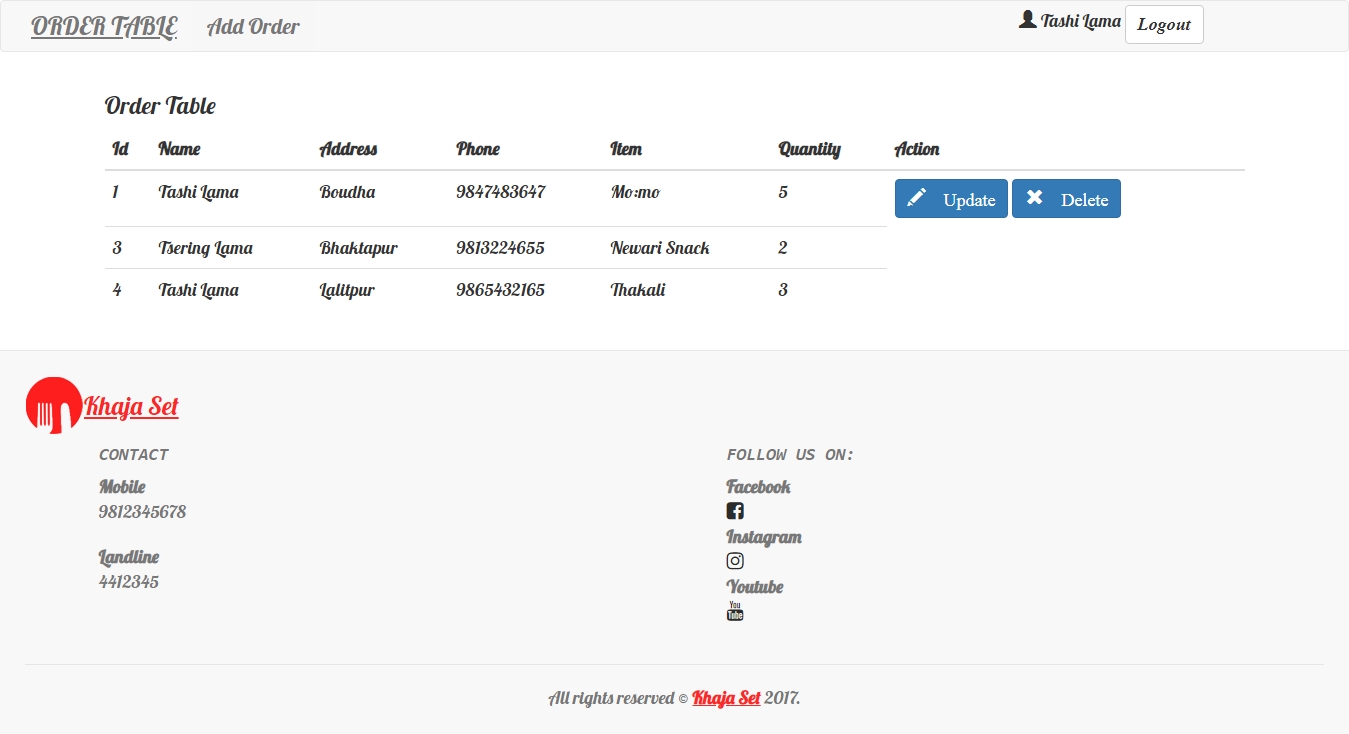 ORDER TABLE Add Order Tashi Lama Logout
Order Table
Id Name Address Phone Item Quantity Action
1 Tashi Lama Boudha 9847483647 Mo:mo 5 Update Delete
3 Tsering Lama Bhaktapur 9813224655 Newari Snack 2
4 Tashi Lama Lalitpur 9865432165 Thakali 3
Khaja Set
CONTACT
Mobile
9812345678
Landline
4412345
FOLLOW US ON:
Facebook
Instagram
Youtube
You
Tube
All rights reserved © Khaja Set 2017.